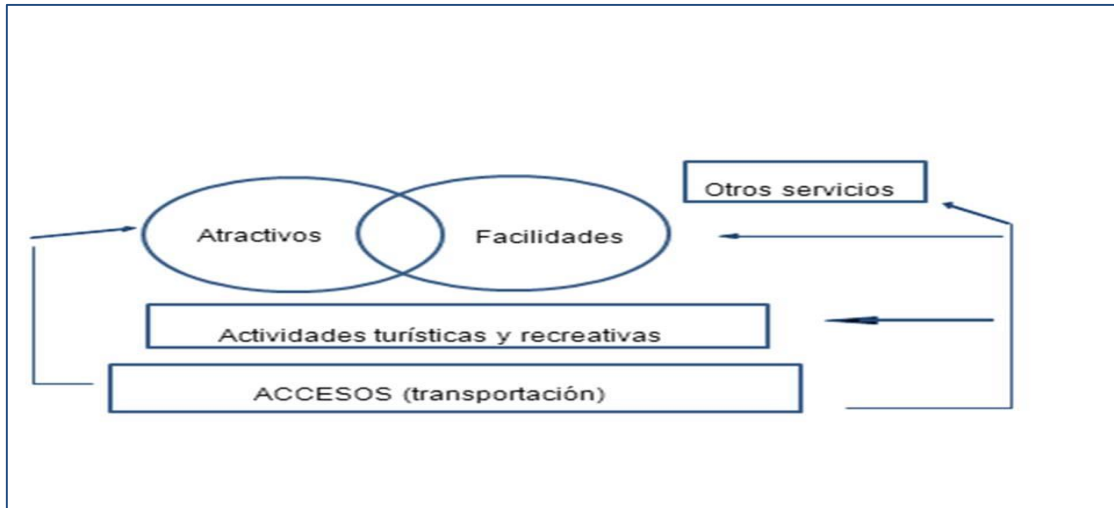 Otros servicios
Atractivos
Facilidades
Actividades turísticas y recreativas
ACCESOS (transportación)